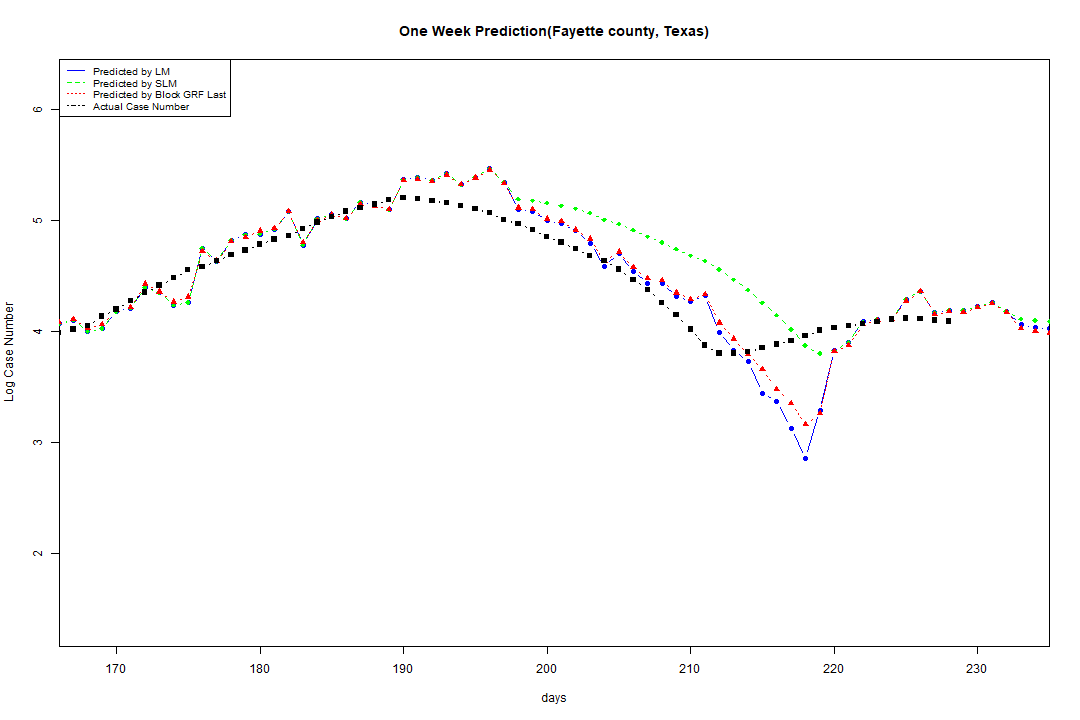 One Week Prediction(Fayette county, Texas)
Predicted by LM
Predicted by SLM
Predicted by Block GRF Last
Actual Case Number
6
5
4
3
2
Log Case Number
170 180 190 200 210 220 230
days